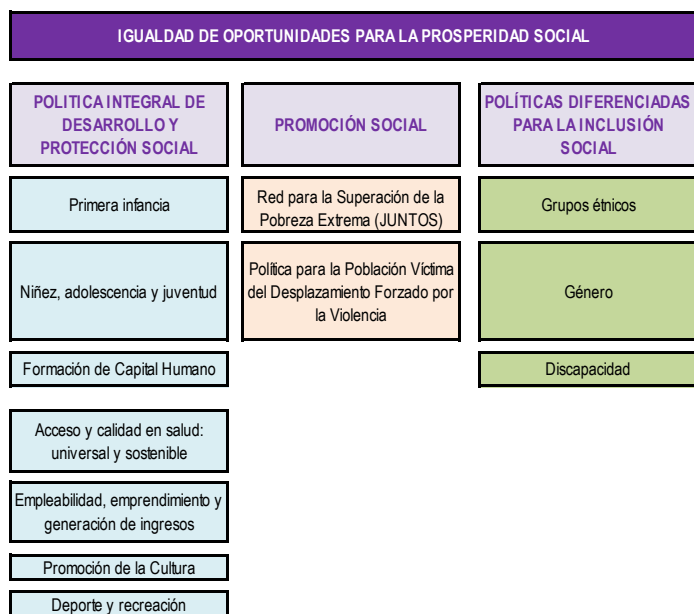 IGUALDAD DE OPORTUNIDADES PARA LA PROSPERIDAD SOCIAL
POLITICA INTEGRAL DE
DESARROLLO Y
PROTECCIÓN SOCIAL
Primera infancia
Niñez, adolescencia y juventud
Formación de Capital Humano
Acceso y calidad en salud:
universal y sostenible
Empleabilidad, emprendimiento y
generación de ingresos
Promoción de la Cultura
Deporte y recreación
PROMOCIÓN SOCIAL
Red para la Superación de la
Pobreza Extrema (JUNTOS)
Política para la Población Víctima
del Desplazamiento Forzado por
la Violencia
POLÍTICAS DIFERENCIADAS
PARA LA INCLUSIÓN
SOCIAL
Grupos étnicos
Género
Discapacidad